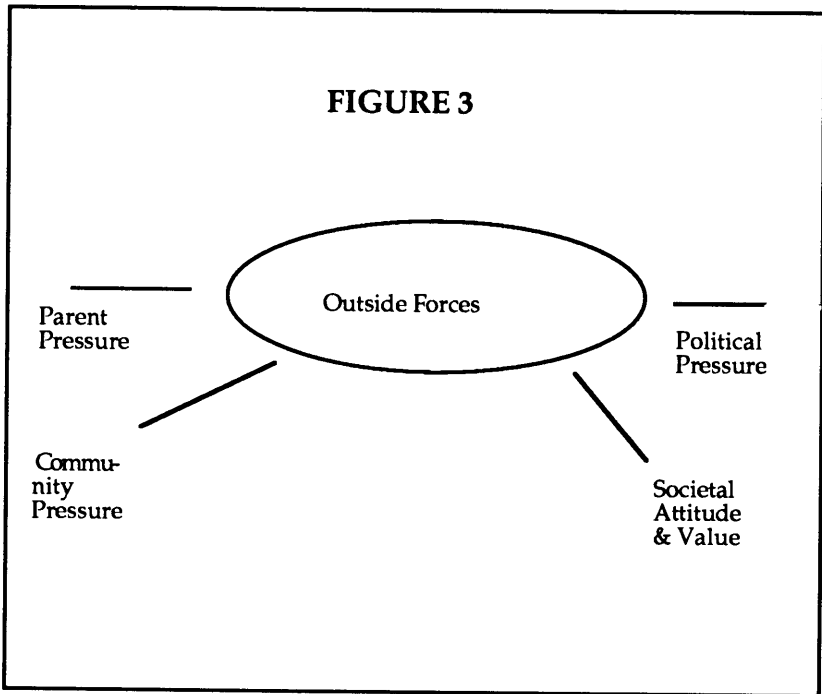 FIGURE 3
Outside Forces
Parent
Pressure
Political
Pressure
Commu-
nity
Pressure
Societal
Attitude
& Value